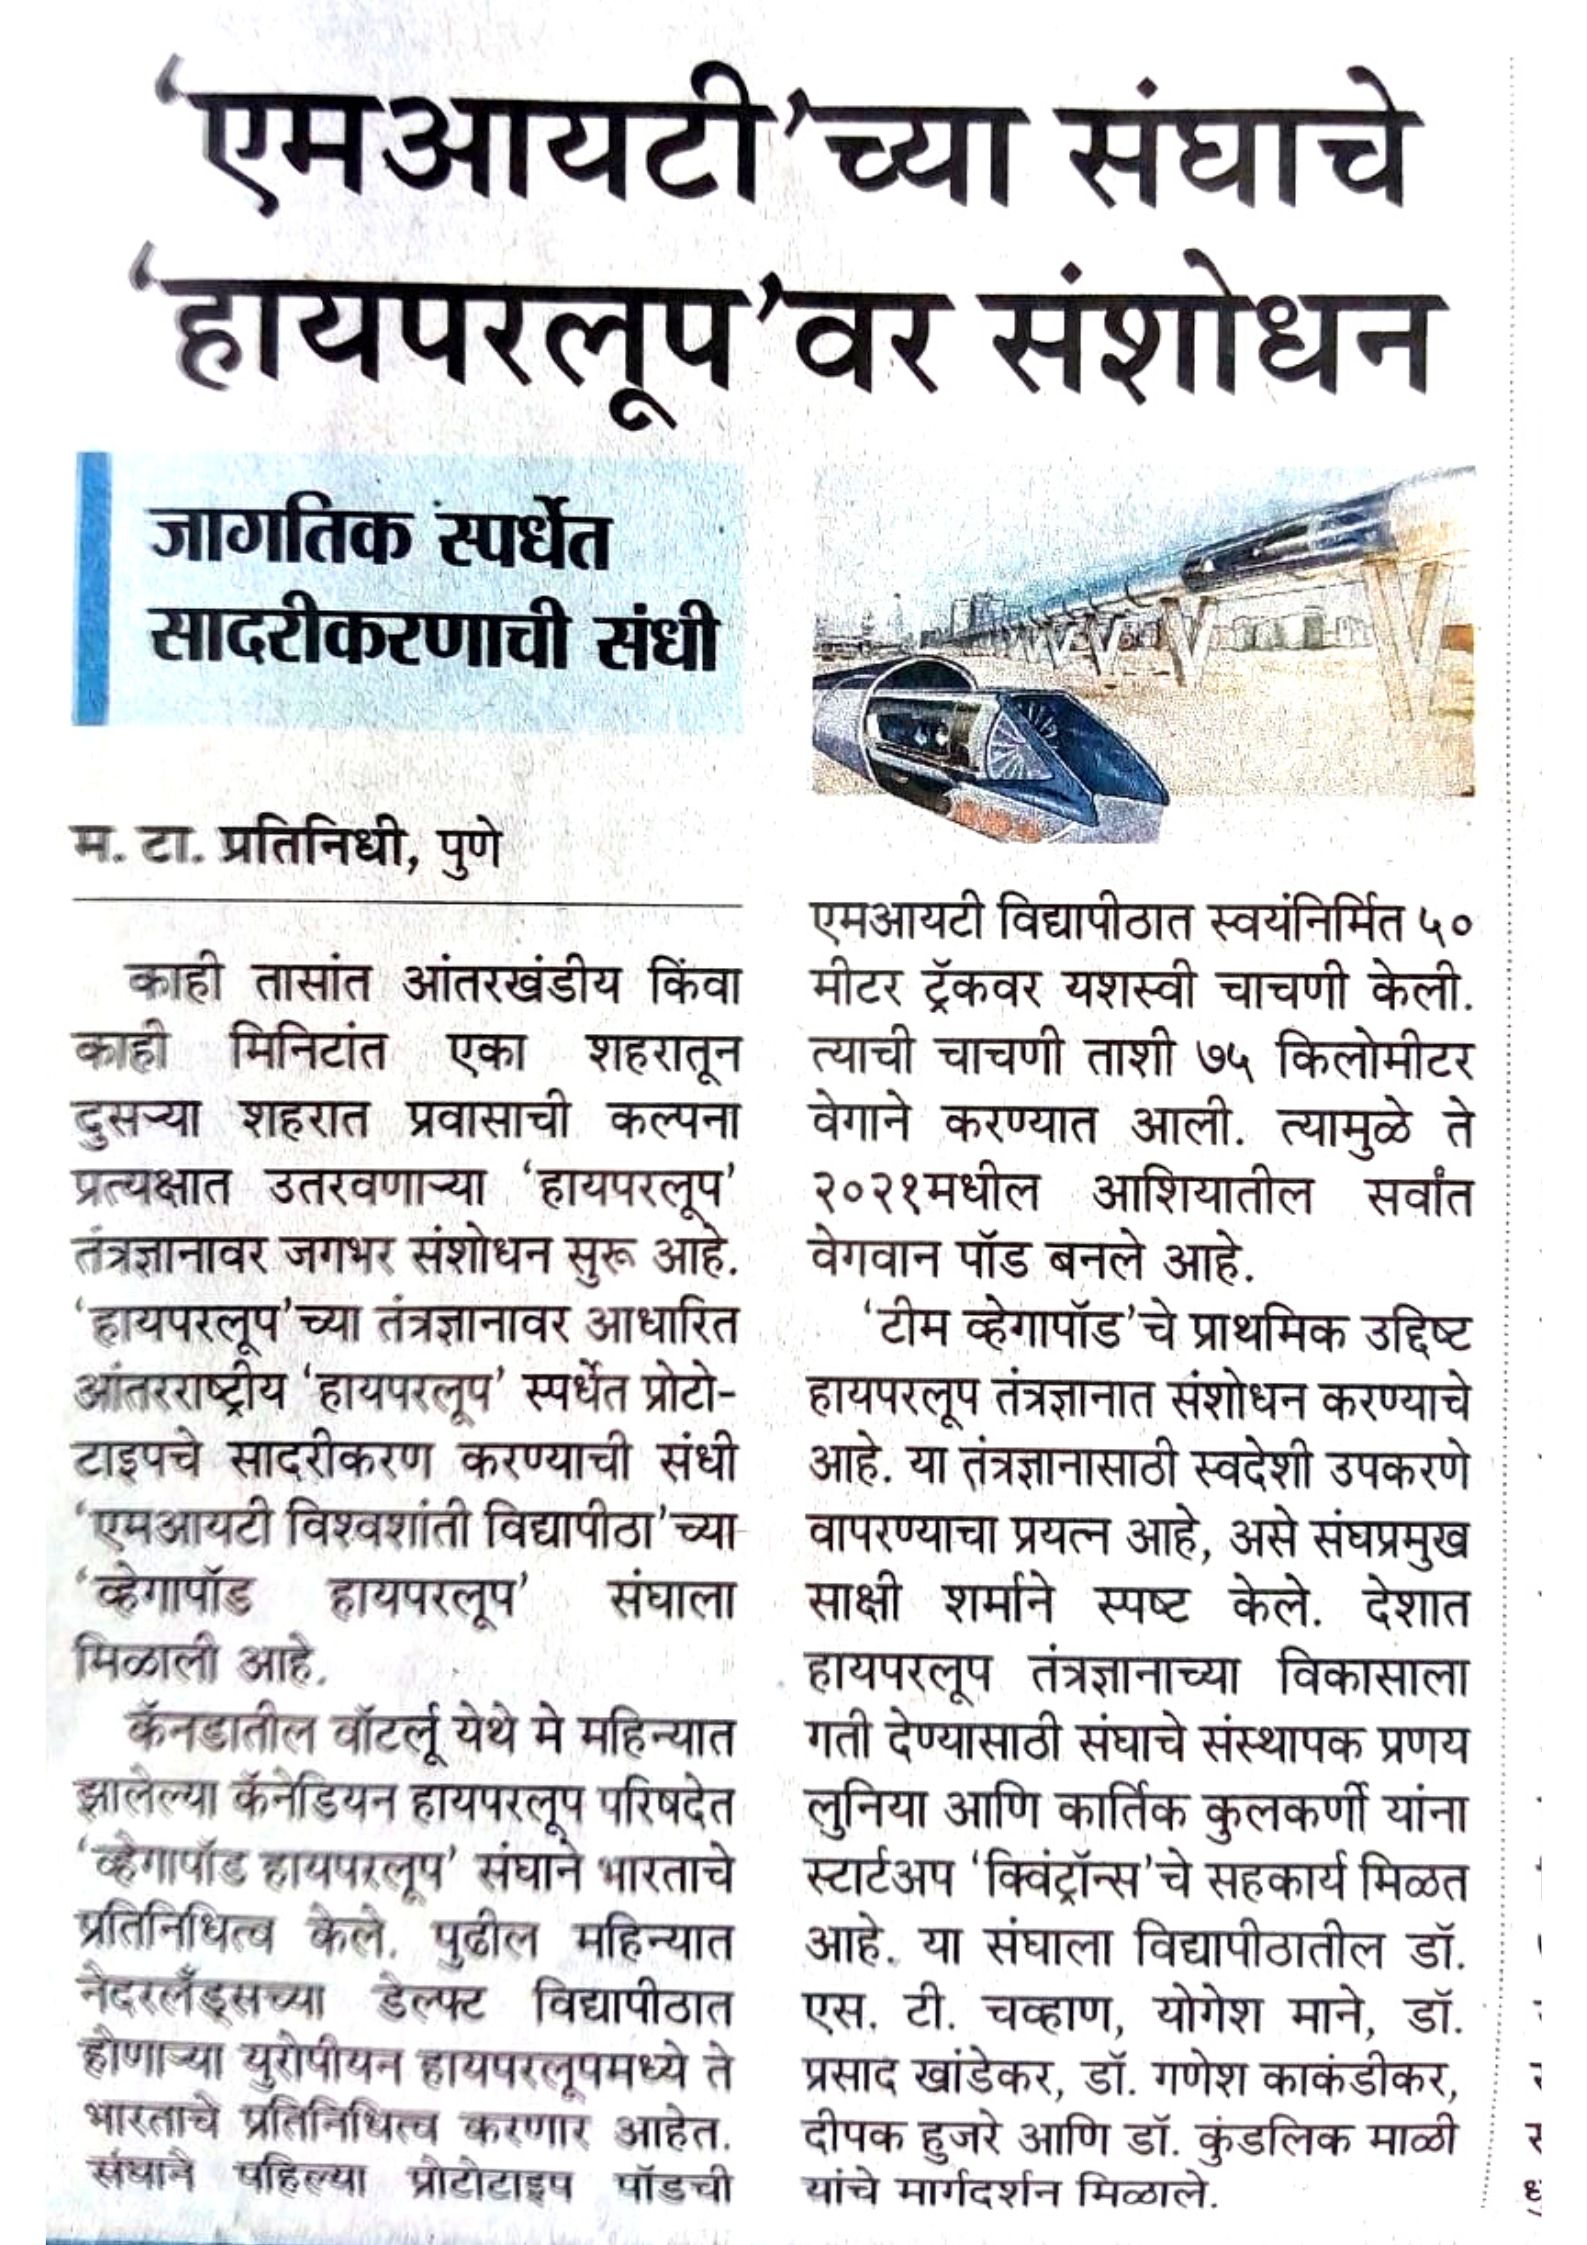 'एमआयटी'च्या संघाचे
'हायपरलूप'वर संशोधन
जागतिक स्पर्धेत
सादरीकरणाची संधी
म. टा. प्रतिनिधी, पुणे
काही तासांत आंतरखंडीय किंवा
काही मिनिटांत एका शहरातून
दुसऱ्या शहरात प्रवासाची कल्पना
प्रत्यक्षात उतरवणाऱ्या 'हायपरलूप'
तंत्रज्ञानावर जगभर संशोधन सुरू आहे.
'हायपरलूप'च्या तंत्रज्ञानावर आधारित
आंतरराष्ट्रीय 'हायपरलूप' स्पर्धेत प्रोटो-
टाइपचे सादरीकरण करण्याची संधी
'एमआयटी विश्वशांती विद्यापीठा'च्या
'व्हेगापॉड हायपरलूप' संघाला
मिळाली आहे.
कॅनडातील वॉटर्लू येथे मे महिन्यात
झालेल्या कॅनेडियन हायपरलूप परिषदेत
'व्हेगापॉड हायपरलूप' संघाने भारताचे
प्रतिनिधित्व केले. पुढील महिन्यात
नेदरलँड्सच्या डेल्फ्ट विद्यापीठात
होणाऱ्या युरोपीयन हायपरलूपमध्ये ते
भारताचे प्रतिनिधित्व करणार आहेत.
संघाने पहिल्या प्रोटोटाइप पॉडची
एमआयटी विद्यापीठात स्वयंनिर्मित ५०
मीटर ट्रॅकवर यशस्वी चाचणी केली.
त्याची चाचणी ताशी ७५ किलोमीटर
वेगाने करण्यात आली. त्यामुळे ते
२०२१मधील आशियातील सर्वांत
वेगवान पॉड बनले आहे.
'टीम व्हेगापॉड'चे प्राथमिक उद्दिष्ट
हायपरलूप तंत्रज्ञानात संशोधन करण्याचे
आहे. या तंत्रज्ञानासाठी स्वदेशी उपकरणे
वापरण्याचा प्रयत्न आहे, असे संघप्रमुख
साक्षी शर्माने स्पष्ट केले. देशात
हायपरलूप तंत्रज्ञानाच्या विकासाला
गती देण्यासाठी संघाचे संस्थापक प्रणय
लुनिया आणि कार्तिक कुलकर्णी यांना
स्टार्टअप 'क्विंट्रॉन्स'चे सहकार्य मिळत
आहे. या संघाला विद्यापीठातील डॉ.
एस. टी. चव्हाण, योगेश माने, डॉ.
प्रसाद खांडेकर, डॉ. गणेश काकंडीकर,
दीपक हुजरे आणि डॉ. कुंडलिक माळी
यांचे मार्गदर्शन मिळाले.